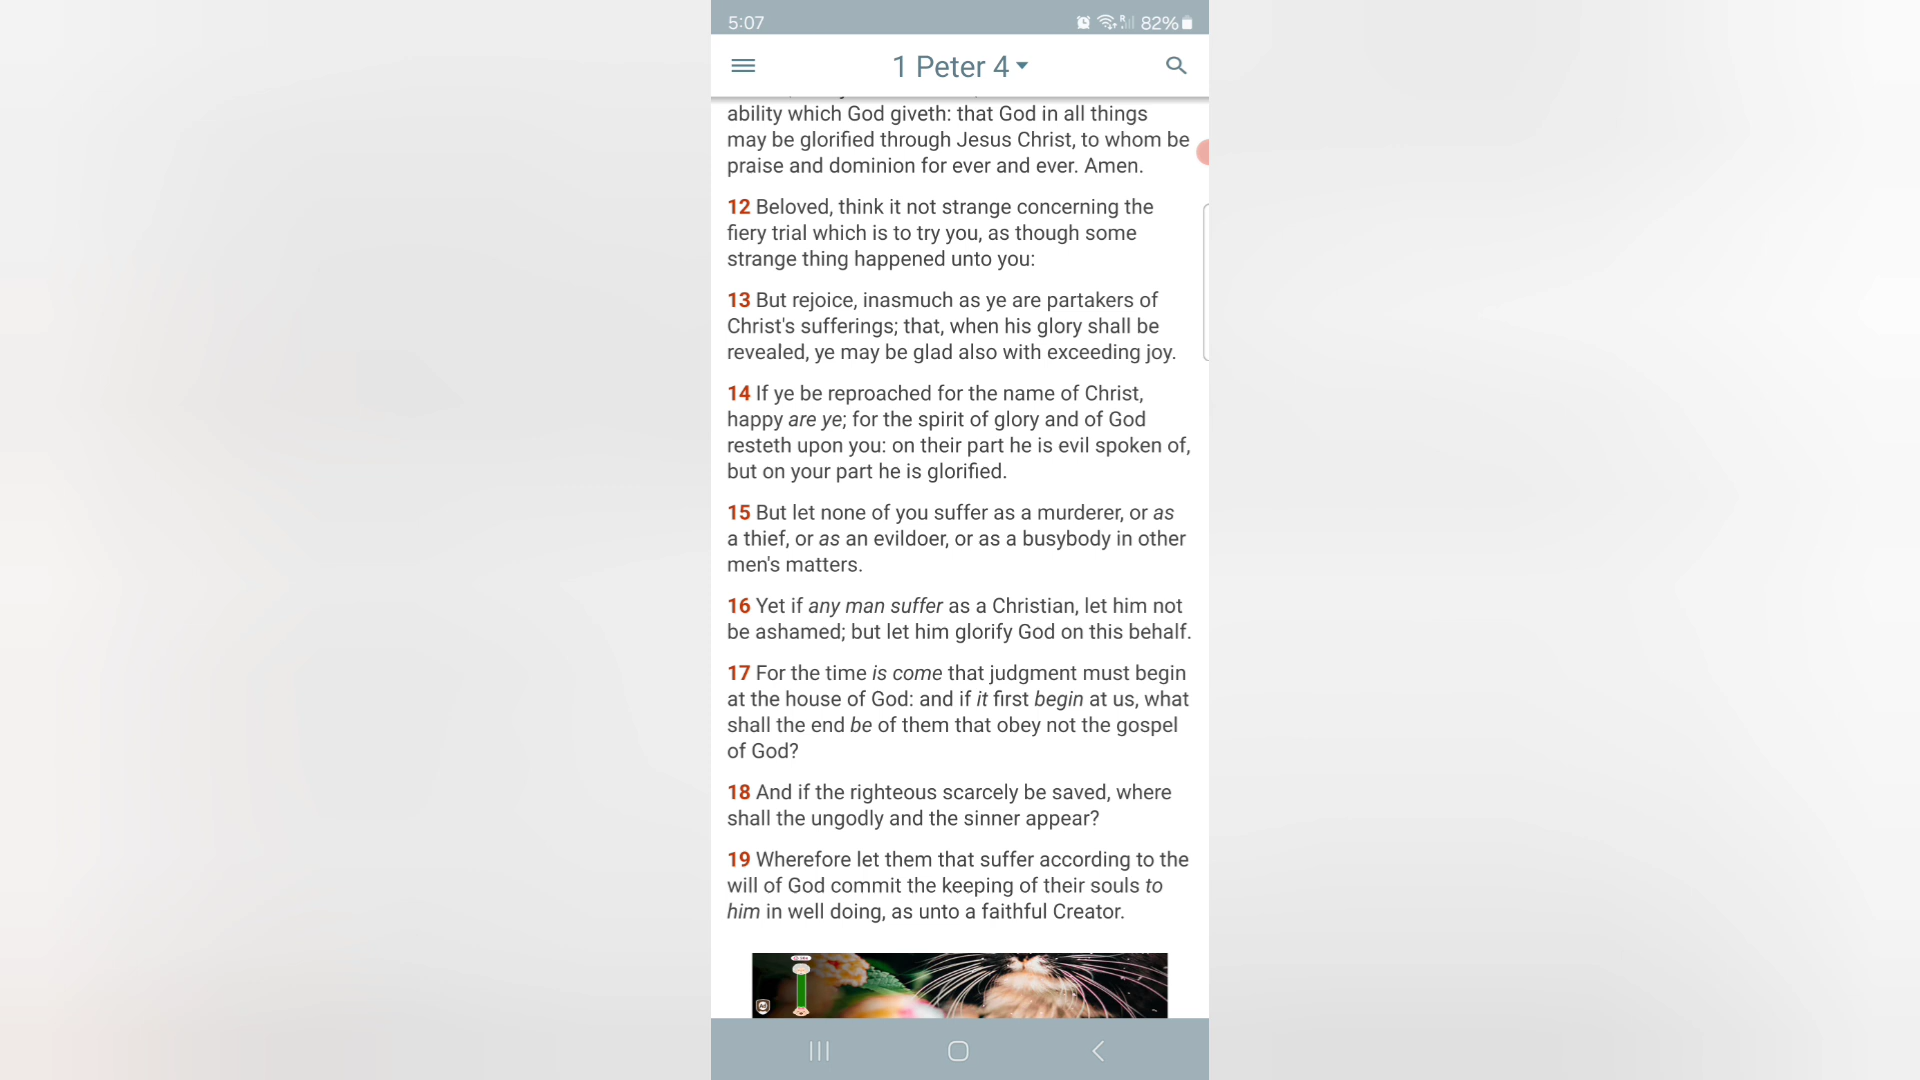 5:07
R
82%
1 Peter 4
ability which God giveth: that God in all things
may be glorified through Jesus Christ, to whom be
praise and dominion for ever and ever. Amen.
12 Beloved, think it not strange concerning the
fiery trial which is to try you, as though some
strange thing happened unto you:
13 But rejoice, inasmuch as ye are partakers of
Christ's sufferings; that, when his glory shall be
revealed, ye may be glad also with exceeding joy.
14 If ye be reproached for the name of Christ,
happy are ye; for the spirit of glory and of God
resteth upon you: on their part he is evil spoken of,
but on your part he is glorified.
15 But let none of you suffer as a murderer, or as
a thief, or as an evildoer, or as a busybody in other
men's matters.
16 Yet if any man suffer as a Christian, let him not
be ashamed; but let him glorify God on this behalf.
17 For the time is come that judgment must begin
at the house of God: and if it first begin at us, what
shall the end be of them that obey not the gospel
of God?
18 And if the righteous scarcely be saved, where
shall the ungodly and the sinner appear?
19 Wherefore let them that suffer according to the
will of God commit the keeping of their souls to
him in well doing, as unto a faithful Creator.